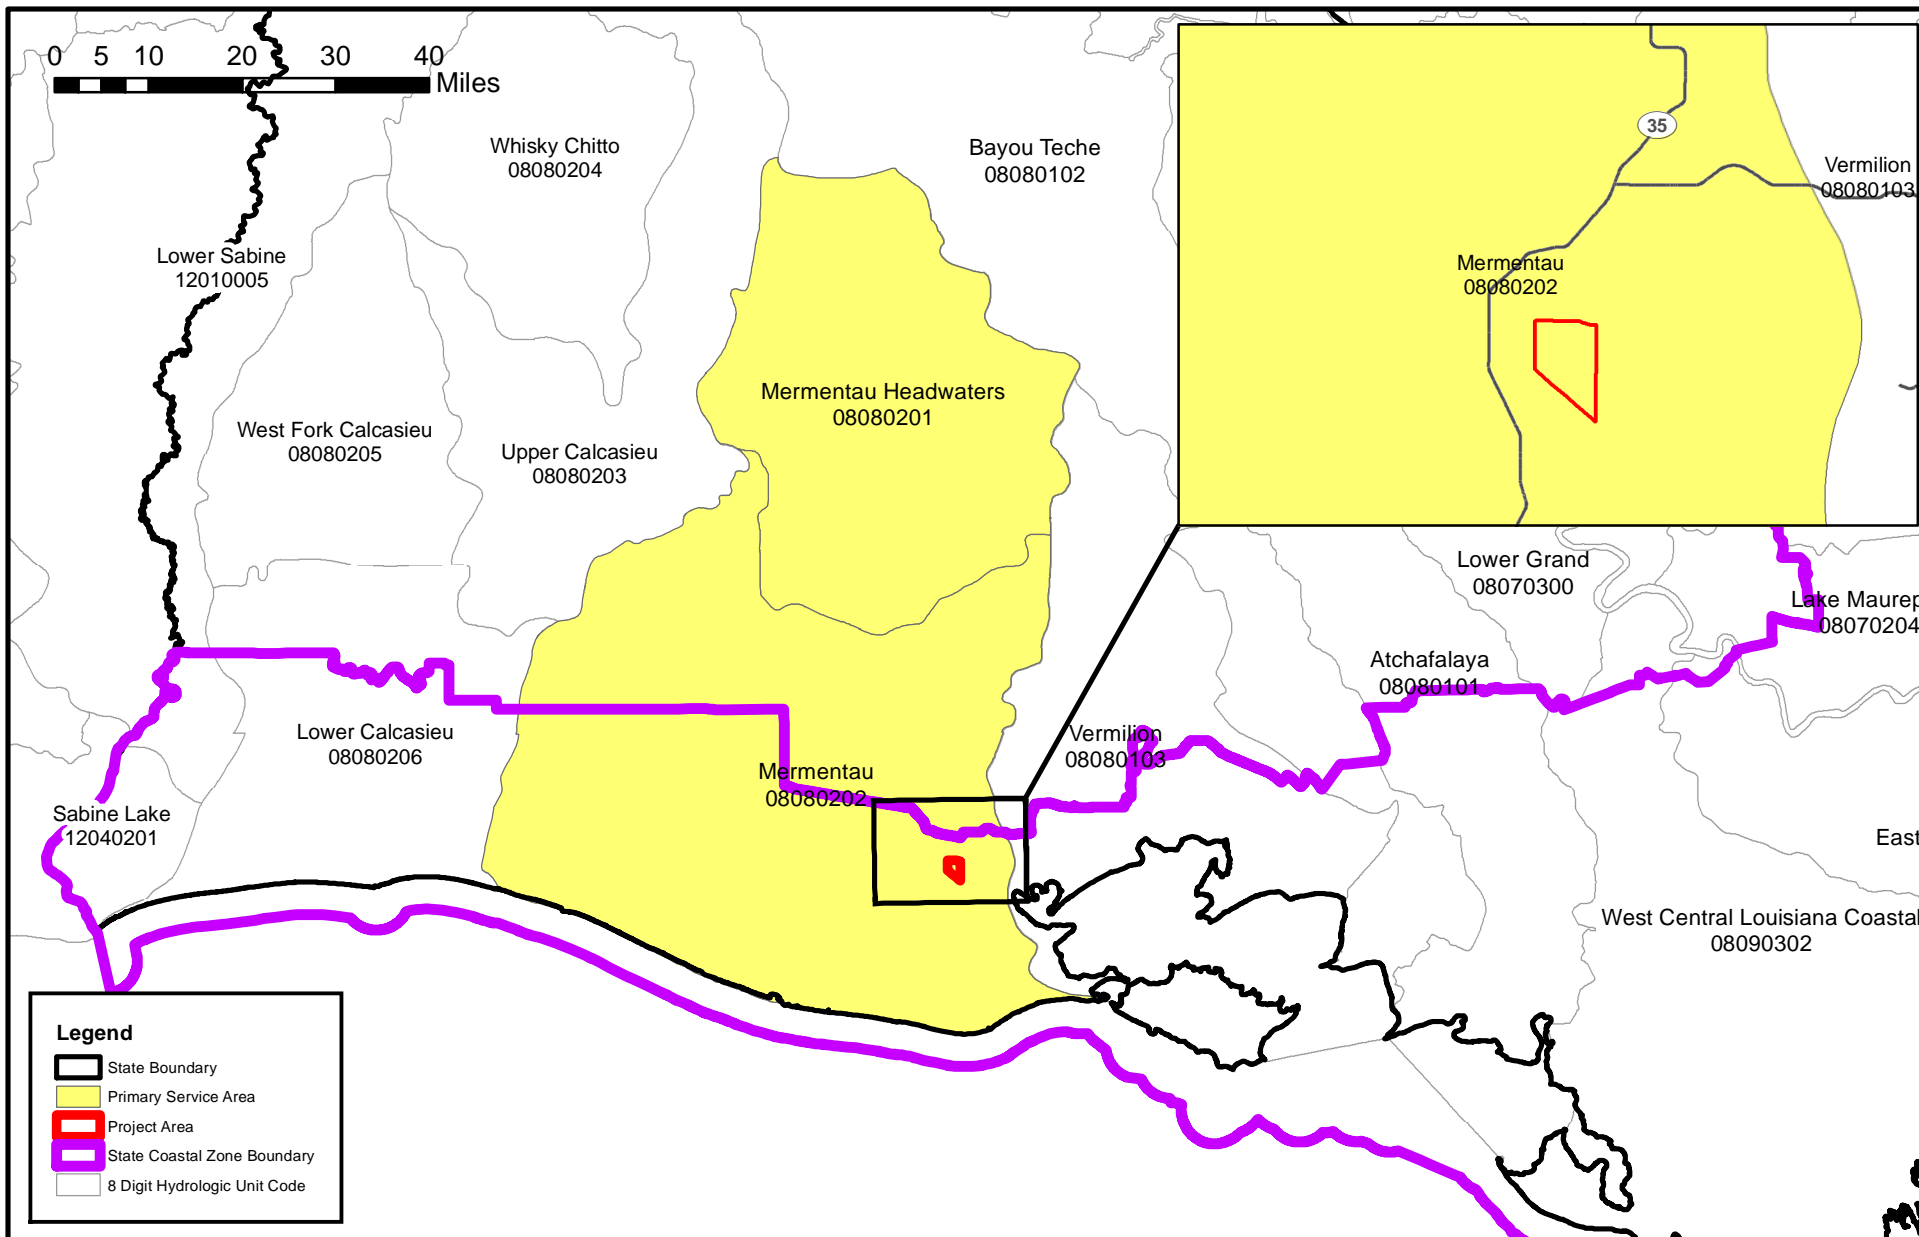 0 5 10 20 30 40
Miles
Whisky Chitto
08080204
Bayou Teche
08080102
35
Vermilion
08080103
Lower Sabine
12010005
Mermentau
08080202
Mermentau Headwaters
08080201
West Fork Calcasieu
08080205
Upper Calcasieu
08080203
Lower Grand
08070300
Lake Maurep
08070204
Atchafalaya
08080101
Lower Calcasieu
08080206
Vermilion
08080103
Mermentau
08080202
Sabine Lake
12040201
East
West Central Louisiana Coastal
08090302
Legend
State Boundary
Primary Service Area
Project Area
State Coastal Zone Boundary
8 Digit Hydrologic Unit Code